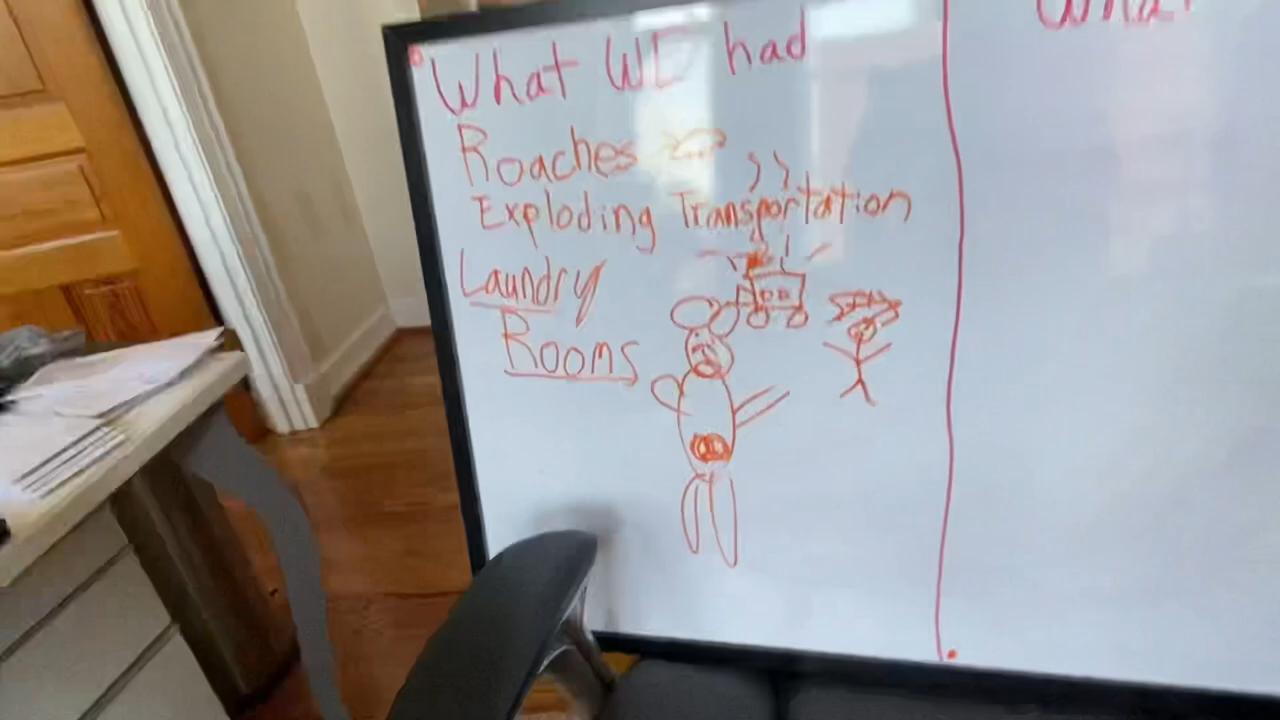 What WE had
Roaches
Exploding Transportation
Laundry
Rooms